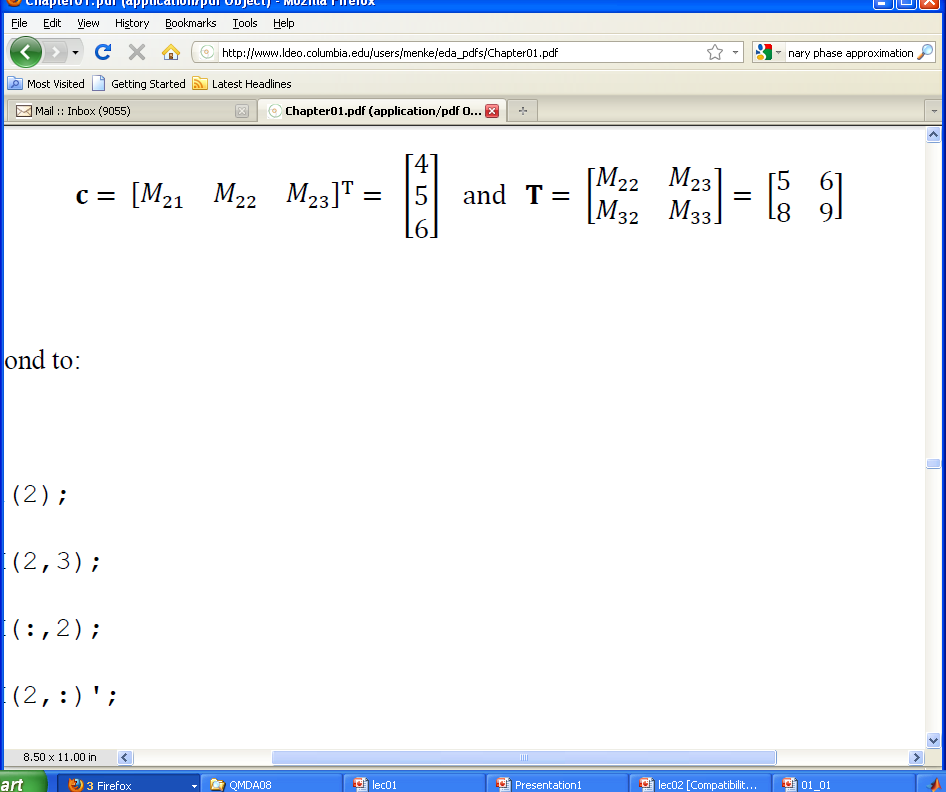 Chapter01.pdf (application/pdf Object) - Mozilla Firefox
File Edit View History Bookmarks Tools Help
http://www.ldeo.columbia.edu/users/menke/eda_pdfs/Chapter01.pdf nary phase approximation
Most Visited Getting Started Latest Headlines
Mail :: Inbox (9055) Chapter01.pdf (application/pdf O...
c = [M₂₁ M₂₂ M₂₃]ᵀ = [4 5 6] and T = [M₂₂ M₂₃ M₃₂ M₃₃] = [5 6 8 9]
ond to:
(2);
(2,3);
(:,2);
(2,:)';
8.50 x 11.00 in
art 3 Firefox QMDA08 lec01 Presentation1 lec02 [Compatibilit... 01_01